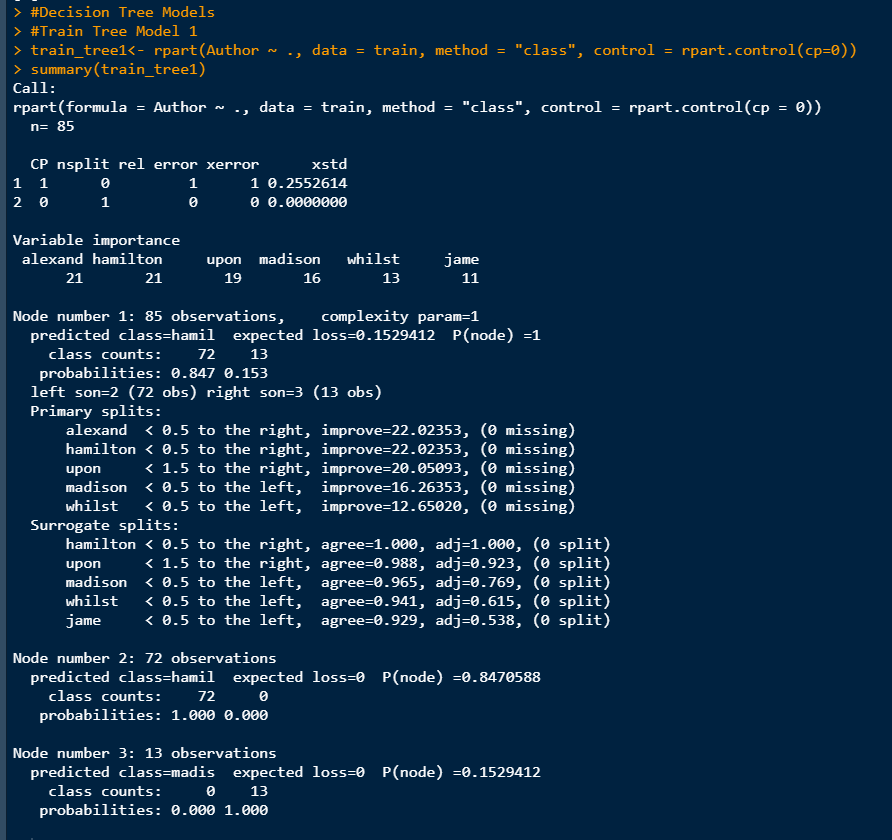 > #Decision Tree Models
> #Train Tree Model 1
> train_tree1<- rpart(Author ~ ., data = train, method = "class", control = rpart.control(cp=0))
> summary(train_tree1)
Call:
rpart(formula = Author ~ ., data = train, method = "class", control = rpart.control(cp = 0))
  n= 85

  CP nsplit rel error xerror      xstd
1  1      0         1      1 0.2552614
2  0      1         0      0 0.0000000

Variable importance
 alexand hamilton     upon  madison   whilst     jame
      21       21       19       16       13       11

Node number 1: 85 observations,    complexity param=1
  predicted class=hamil  expected loss=0.1529412  P(node) =1
    class counts:    72    13
   probabilities: 0.847 0.153
  left son=2 (72 obs) right son=3 (13 obs)
  Primary splits:
      alexand  < 0.5 to the right, improve=22.02353, (0 missing)
      hamilton < 0.5 to the right, improve=22.02353, (0 missing)
      upon     < 1.5 to the right, improve=20.05093, (0 missing)
      madison  < 0.5 to the left,  improve=16.26353, (0 missing)
      whilst   < 0.5 to the left,  improve=12.65020, (0 missing)
  Surrogate splits:
      hamilton < 0.5 to the right, agree=1.000, adj=1.000, (0 split)
      upon     < 1.5 to the right, agree=0.988, adj=0.923, (0 split)
      madison  < 0.5 to the left,  agree=0.965, adj=0.769, (0 split)
      whilst   < 0.5 to the left,  agree=0.941, adj=0.615, (0 split)
      jame     < 0.5 to the left,  agree=0.929, adj=0.538, (0 split)

Node number 2: 72 observations
  predicted class=hamil  expected loss=0  P(node) =0.8470588
    class counts:    72     0
   probabilities: 1.000 0.000

Node number 3: 13 observations
  predicted class=madis  expected loss=0  P(node) =0.1529412
    class counts:     0    13
   probabilities: 0.000 1.000